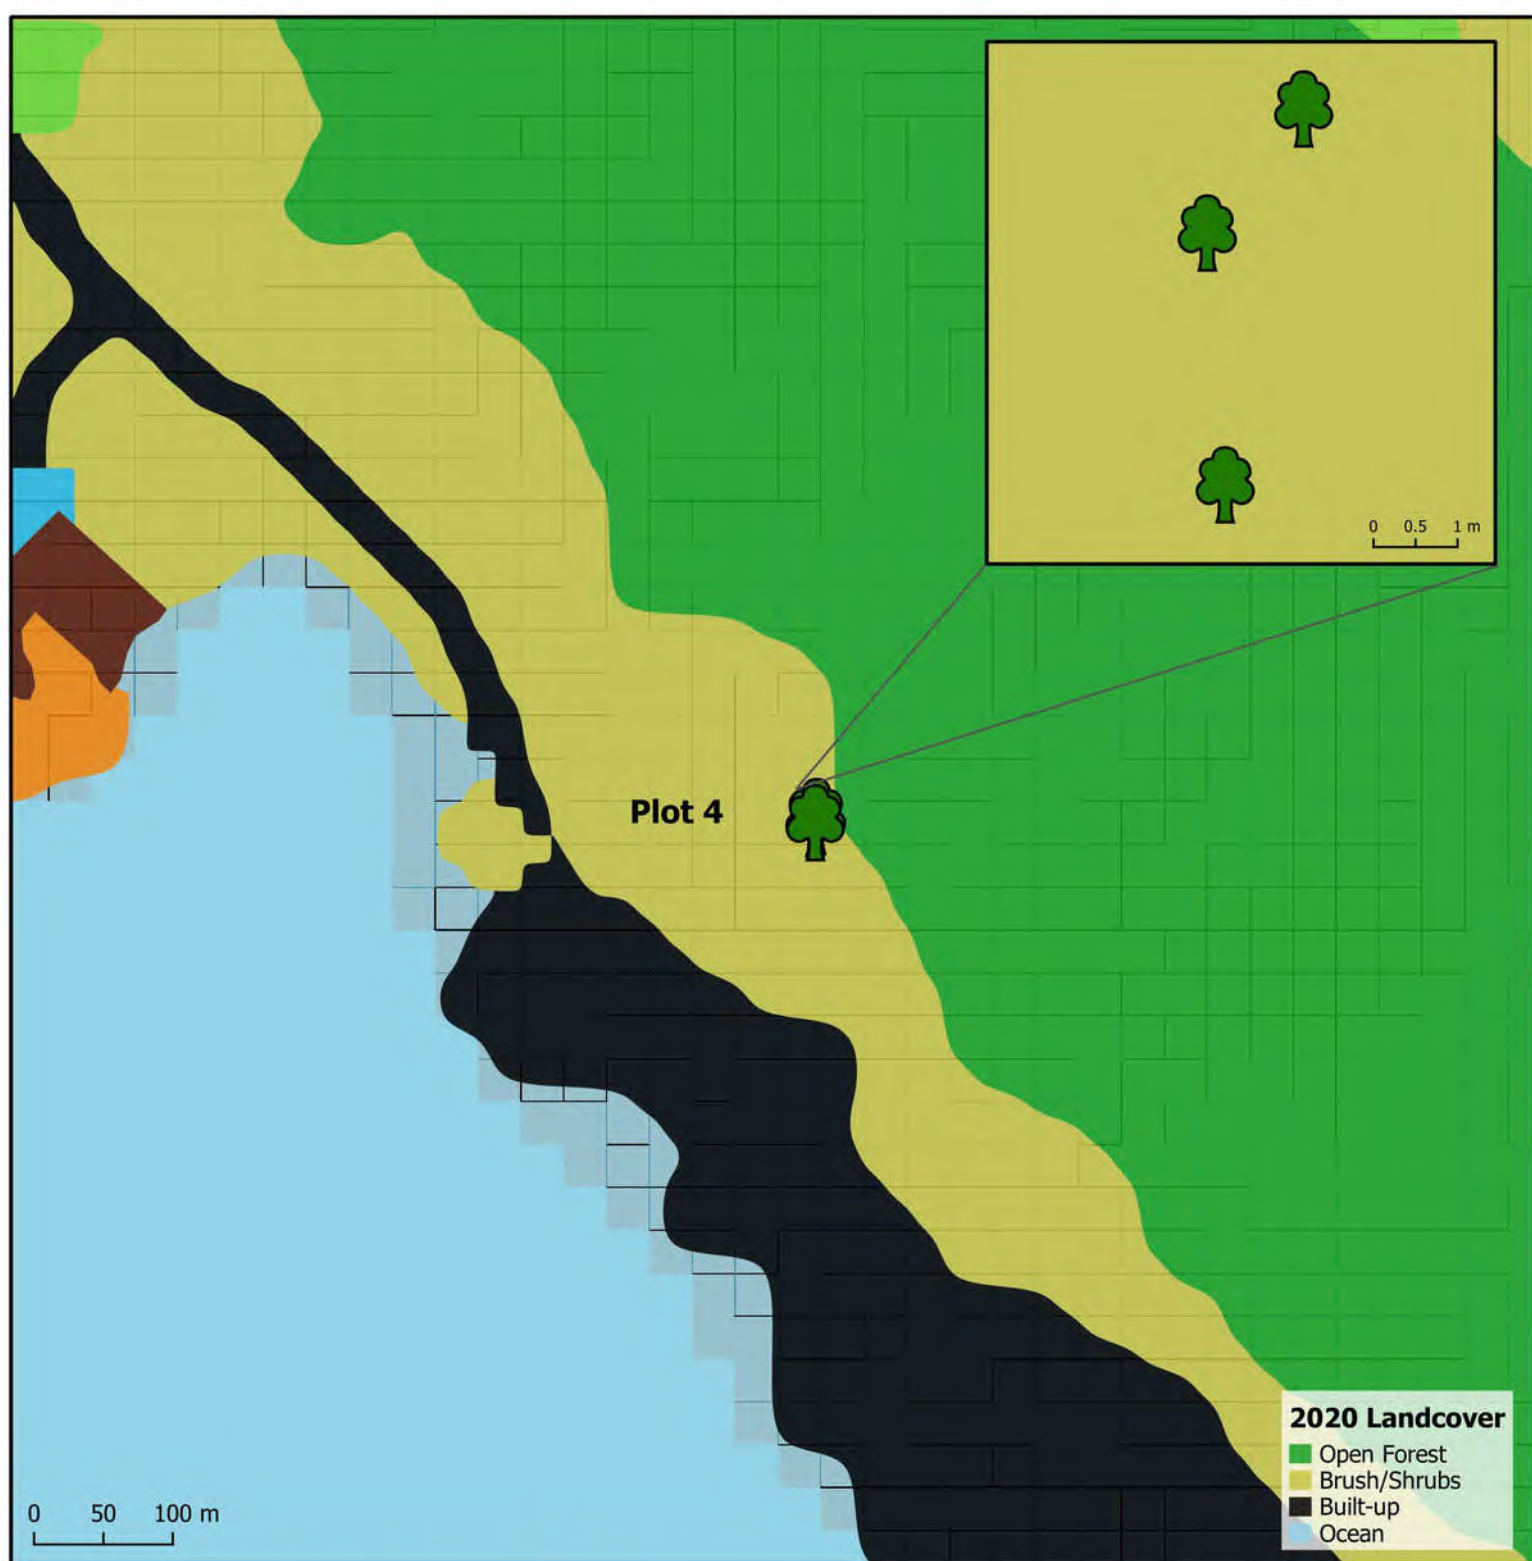 0 0.5 1 m
Plot 4
2020 Landcover
Open Forest
Brush/Shrubs
Built-up
Ocean
0 50 100 m